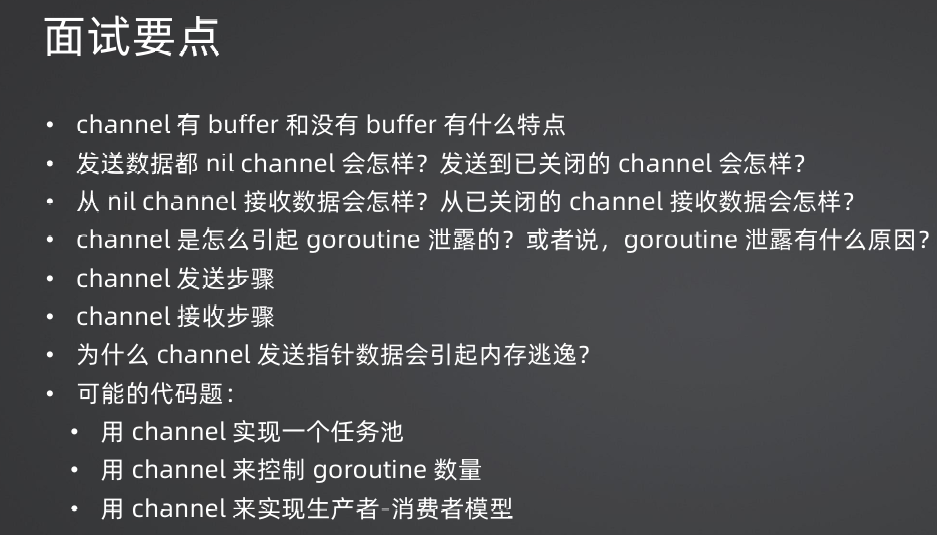 面试要点
• channel 有 buffer 和没有 buffer 有什么特点
• 发送数据都 nil channel 会怎样？发送到已关闭的 channel 会怎样？
• 从 nil channel 接收数据会怎样？从已关闭的 channel 接收数据会怎样？
• channel 是怎么引起 goroutine 泄露的？或者说，goroutine 泄露有什么原因？
• channel 发送步骤
• channel 接收步骤
• 为什么 channel 发送指针数据会引起内存逃逸？
• 可能的代码题：
• 用 channel 实现一个任务池
• 用 channel 来控制 goroutine 数量
• 用 channel 来实现生产者-消费者模型